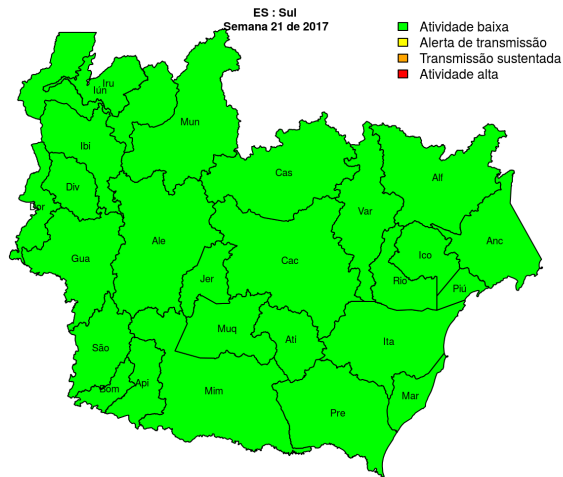 ES : Sul
Semana 21 de 2017
Atividade baixa
Alerta de transmissão
Transmissão sustentada
Atividade alta
Iru
Iún
Mun
Ibi
Cas
Alf
Div
Dor
Var
Ale
Anc
Gua
Cac
Ico
Jer
Rio
Piú
Muq
Ati
Ita
São
Api
Bom
Mim
Mar
Pre